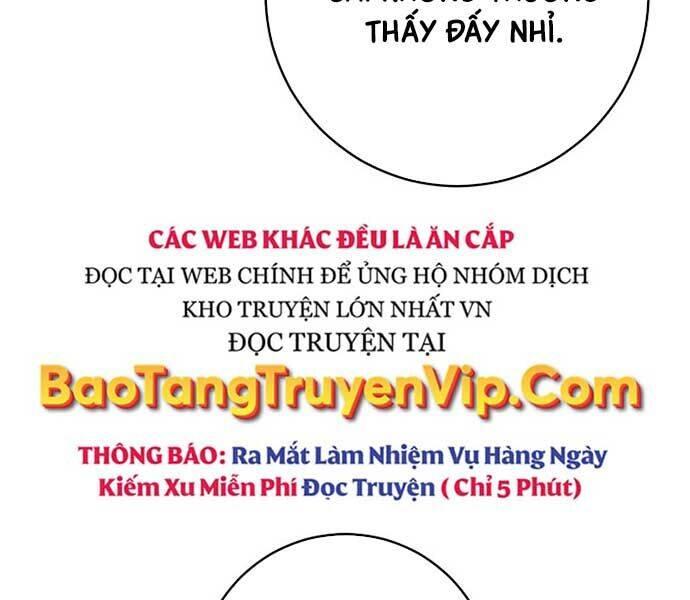 THẤY ĐẤY NHỈ.
CÁC WEB KHÁC ĐỀU LÀ ĂN CẮP
ĐỌC TẠI WEB CHÍNH ĐỂ ỦNG HỘ NHÓM DỊCH
KHO TRUYỆN LỚN NHẤT VN
ĐỌC TRUYỆN TẠI
BaoTangTruyenVip.Com
THÔNG BÁO: Ra Mắt Làm Nhiệm Vụ Hàng Ngày
Kiếm Xu Miễn Phí Đọc Truyện ( Chỉ 5 Phút)